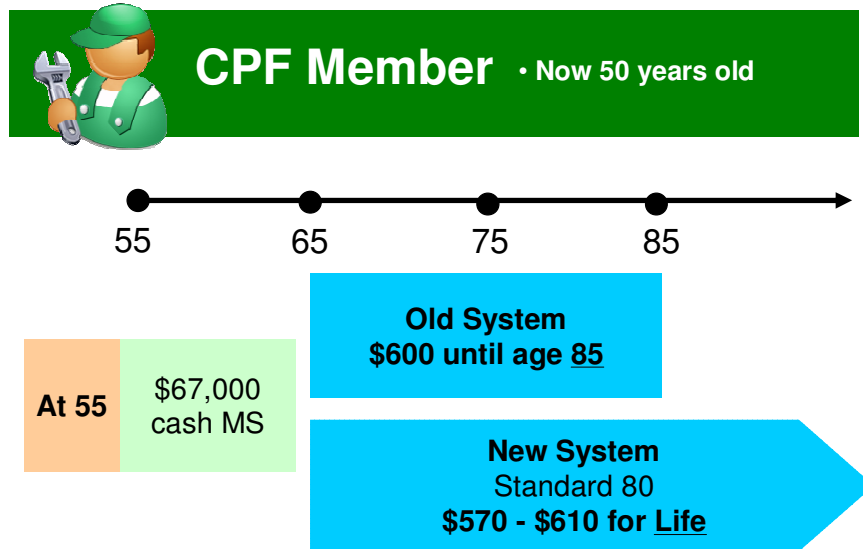 CPF Member • Now 50 years old
55 65 75 85
Old System
$600 until age 85
At 55
$67,000
cash MS
New System
Standard 80
$570 - $610 for Life